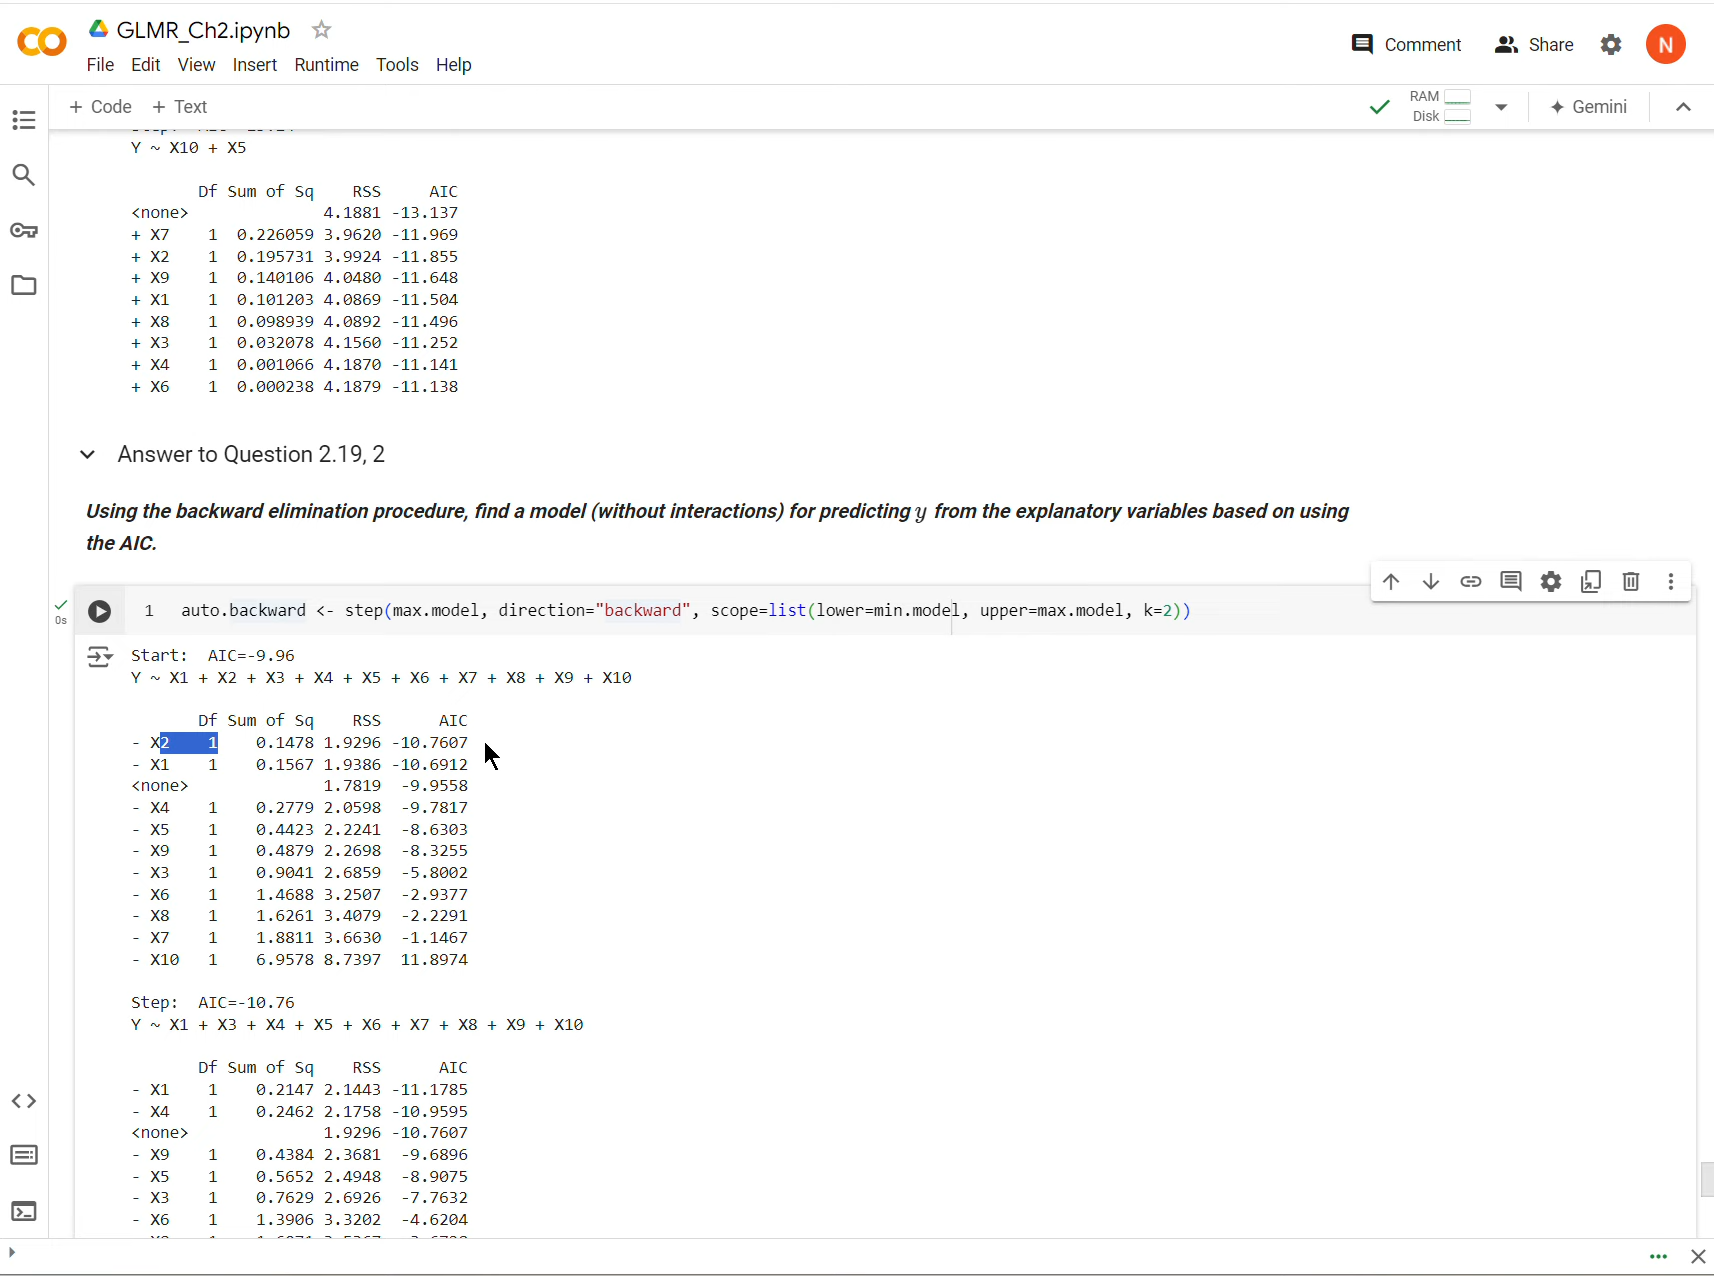 GLMR_Ch2.ipynb
Comment
Share
N
File Edit View Insert Runtime Tools Help
+ Code + Text
RAM
Disk
Gemini
Y ~ X10 + X5
Df Sum of Sq RSS AIC
<none> 4.1881 -13.137
+ X7 1 0.226059 3.9620 -11.969
+ X2 1 0.195731 3.9924 -11.855
+ X9 1 0.140106 4.0480 -11.648
+ X1 1 0.101203 4.0869 -11.504
+ X8 1 0.098939 4.0892 -11.496
+ X3 1 0.032078 4.1560 -11.252
+ X4 1 0.001066 4.1870 -11.141
+ X6 1 0.000238 4.1879 -11.138
Answer to Question 2.19, 2
Using the backward elimination procedure, find a model (without interactions) for predicting y from the explanatory variables based on using
the AIC.
0s
1 auto.backward <- step(max.model, direction="backward", scope=list(lower=min.model, upper=max.model, k=2))
Start: AIC=-9.96
Y ~ X1 + X2 + X3 + X4 + X5 + X6 + X7 + X8 + X9 + X10
Df Sum of Sq RSS AIC
- X2 1 0.1478 1.9296 -10.7607
- X1 1 0.1567 1.9386 -10.6912
<none> 1.7819 -9.9558
- X4 1 0.2779 2.0598 -9.7817
- X5 1 0.4423 2.2241 -8.6303
- X9 1 0.4879 2.2698 -8.3255
- X3 1 0.9041 2.6859 -5.8002
- X6 1 1.4688 3.2507 -2.9377
- X8 1 1.6261 3.4079 -2.2291
- X7 1 1.8811 3.6630 -1.1467
- X10 1 6.9578 8.7397 11.8974
Step: AIC=-10.76
Y ~ X1 + X3 + X4 + X5 + X6 + X7 + X8 + X9 + X10
Df Sum of Sq RSS AIC
- X1 1 0.2147 2.1443 -11.1785
- X4 1 0.2462 2.1758 -10.9595
<none> 1.9296 -10.7607
- X9 1 0.4384 2.3681 -9.6896
- X5 1 0.5652 2.4948 -8.9075
- X3 1 0.7629 2.6926 -7.7632
- X6 1 1.3906 3.3202 -4.6204